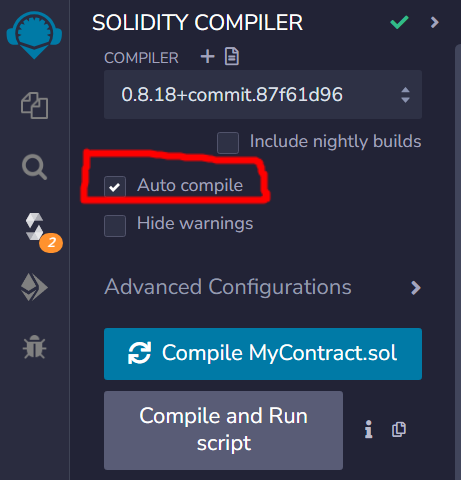 SOLIDITY COMPILER
COMPILER
0.8.18+commit.87f61d96
Include nightly builds
Auto compile
Hide warnings
2
Advanced Configurations
Compile MyContract.sol
Compile and Run
script